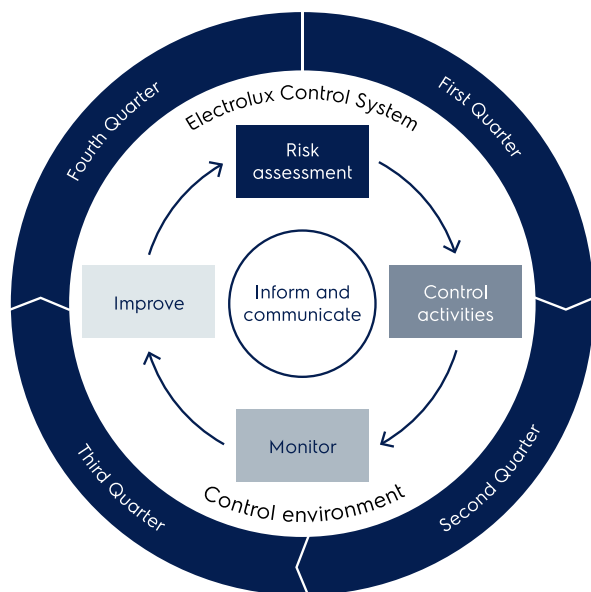 Fourth Quarter
First Quarter
Electrolux Control System
Risk
assessment
Improve
Inform and
communicate
Control
activities
Monitor
Control environment
Third Quarter
Second Quarter